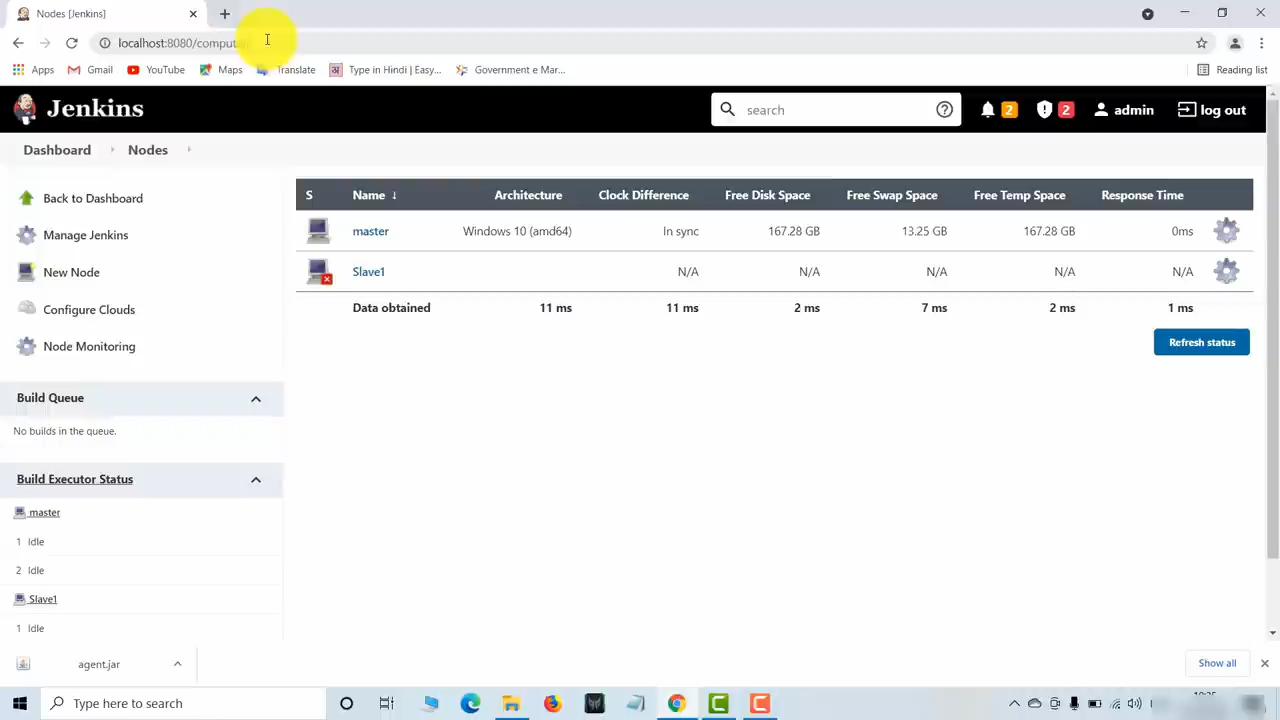 Nodes [Jenkins]
localhost:8080/computer
Apps
Gmail
YouTube
Maps
Translate
Type in Hindi | Easy...
Government e Mar...
Reading list
Jenkins
search
2
2
admin
log out
Dashboard
Nodes
Back to Dashboard
Manage Jenkins
New Node
Configure Clouds
Node Monitoring
Build Queue
No builds in the queue.
Build Executor Status
master
1 Idle
2 Idle
Slave1
1 Idle
S Name ↓ Architecture Clock Difference Free Disk Space Free Swap Space Free Temp Space Response Time
master Windows 10 (amd64) In sync 167.28 GB 13.25 GB 167.28 GB 0ms
Slave1 N/A N/A N/A N/A N/A
Data obtained 11 ms 11 ms 2 ms 7 ms 2 ms 1 ms
Refresh status
agent.jar
Show all
Type here to search